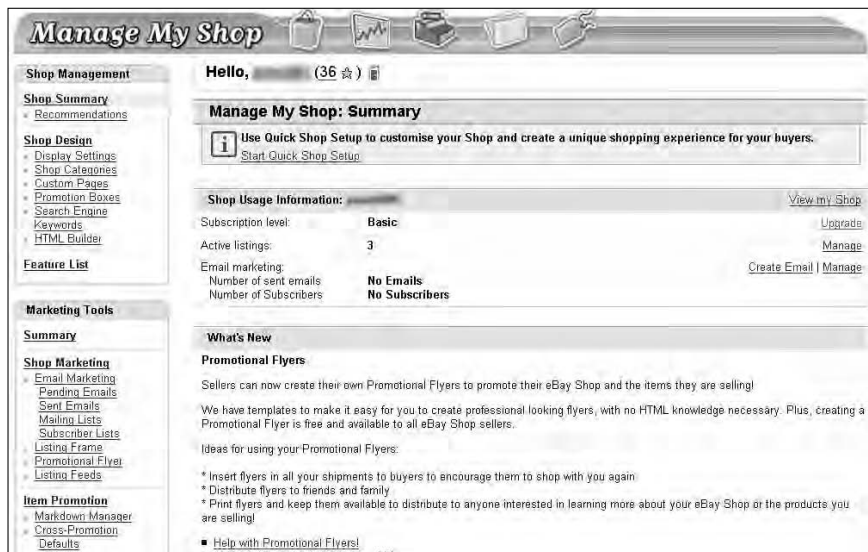 Manage My Shop
Shop Management
Shop Summary
Recommendations
Shop Design
Display Settings
Shop Categories
Custom Pages
Promotion Boxes
Search Engine
Keywords
HTML Builder
Feature List
Marketing Tools
Summary
Shop Marketing
Email Marketing
Pending Emails
Sent Emails
Mailing Lists
Subscriber Lists
Listing Frame
Promotional Flyer
Listing Feeds
Item Promotion
Markdown Manager
Cross-Promotion
Defaults
Hello, (36 ☆ )
Manage My Shop: Summary
Use Quick Shop Setup to customise your Shop and create a unique shopping experience for your buyers.
Start Quick Shop Setup
Shop Usage Information: View my Shop
Subscription level: Basic Upgrade
Active listings: 3 Manage
Email marketing: Create Email | Manage
Number of sent emails No Emails
Number of Subscribers No Subscribers
What's New
Promotional Flyers
Sellers can now create their own Promotional Flyers to promote their eBay Shop and the items they are selling!
We have templates to make it easy for you to create professional looking flyers, with no HTML knowledge necessary. Plus, creating a
Promotional Flyer is free and available to all eBay Shop sellers.
Ideas for using your Promotional Flyers:
* Insert flyers in all your shipments to buyers to encourage them to shop with you again
* Distribute flyers to friends and family
* Print flyers and keep them available to distribute to anyone interested in learning more about your eBay Shop or the products you
are selling!
Help with Promotional Flyers!